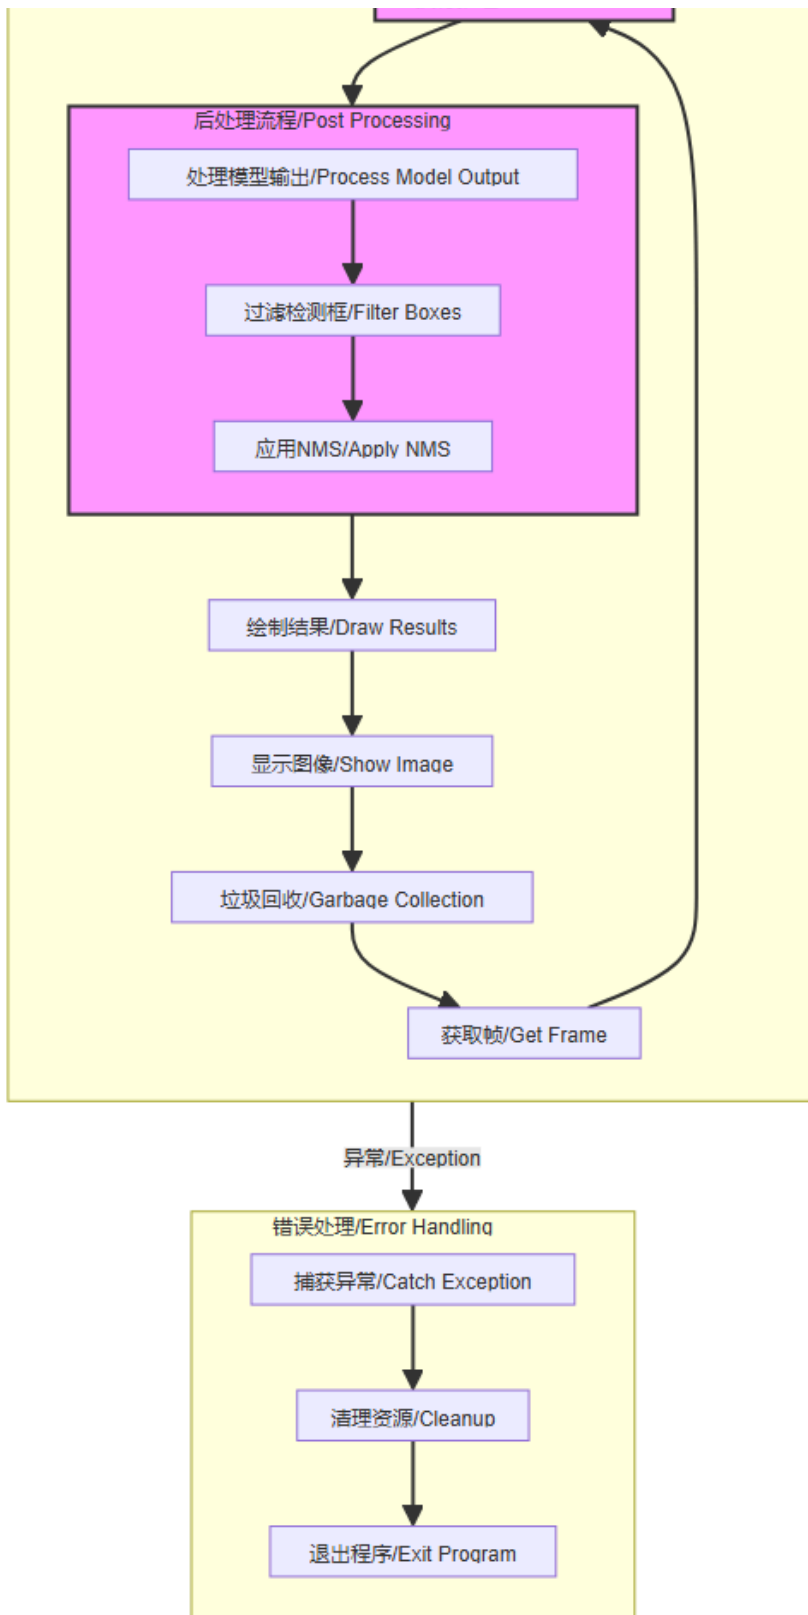 后处理流程/Post Processing
处理模型输出/Process Model Output
过滤检测框/Filter Boxes
应用NMS/Apply NMS
绘制结果/Draw Results
显示图像/Show Image
垃圾回收/Garbage Collection
获取帧/Get Frame
异常/Exception
错误处理/Error Handling
捕获异常/Catch Exception
清理资源/Cleanup
退出程序/Exit Program